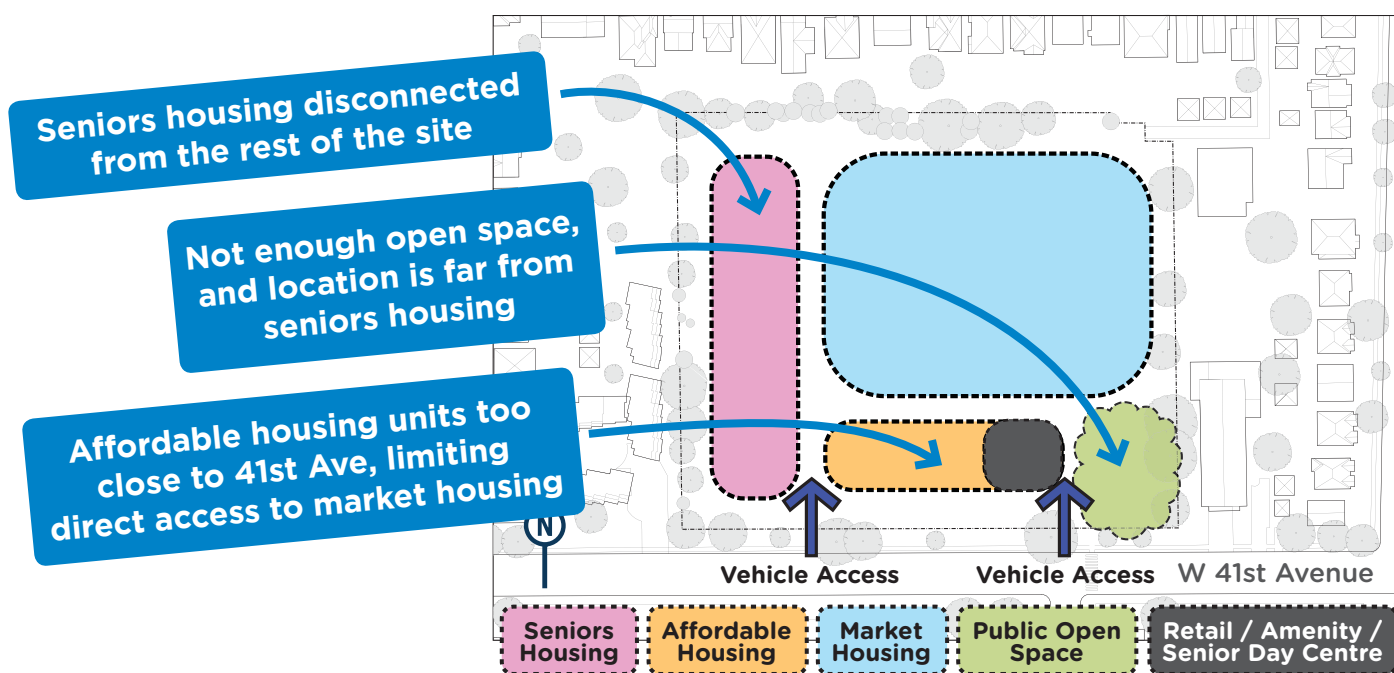 Seniors housing disconnected
from the rest of the site
Not enough open space,
and location is far from
seniors housing
Affordable housing units too
close to 41st Ave, limiting
direct access to market housing
N
Vehicle Access
Vehicle Access
W 41st Avenue
Seniors
Housing
Affordable
Housing
Market
Housing
Public Open
Space
Retail / Amenity /
Senior Day Centre